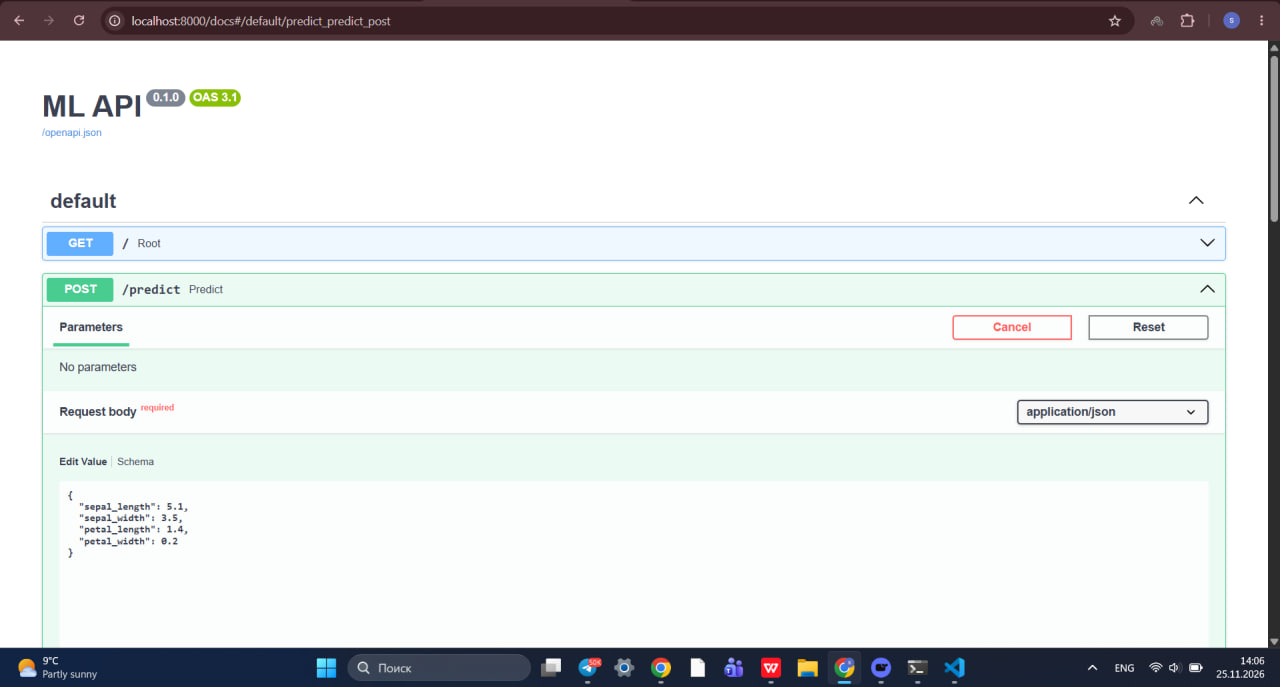 localhost:8000/docs#/default/predict_predict_post
S
ML API 0.1.0 OAS 3.1
/openapi.json
default
GET / Root
POST /predict Predict
Parameters
Cancel
Reset
No parameters
Request body required
application/json
Edit Value | Schema
{
"sepal_length": 5.1,
"sepal_width": 3.5,
"petal_length": 1.4,
"petal_width": 0.2
}
9°C
Partly sunny
Поиск
50K
W
ENG
14:06
25.11.2026